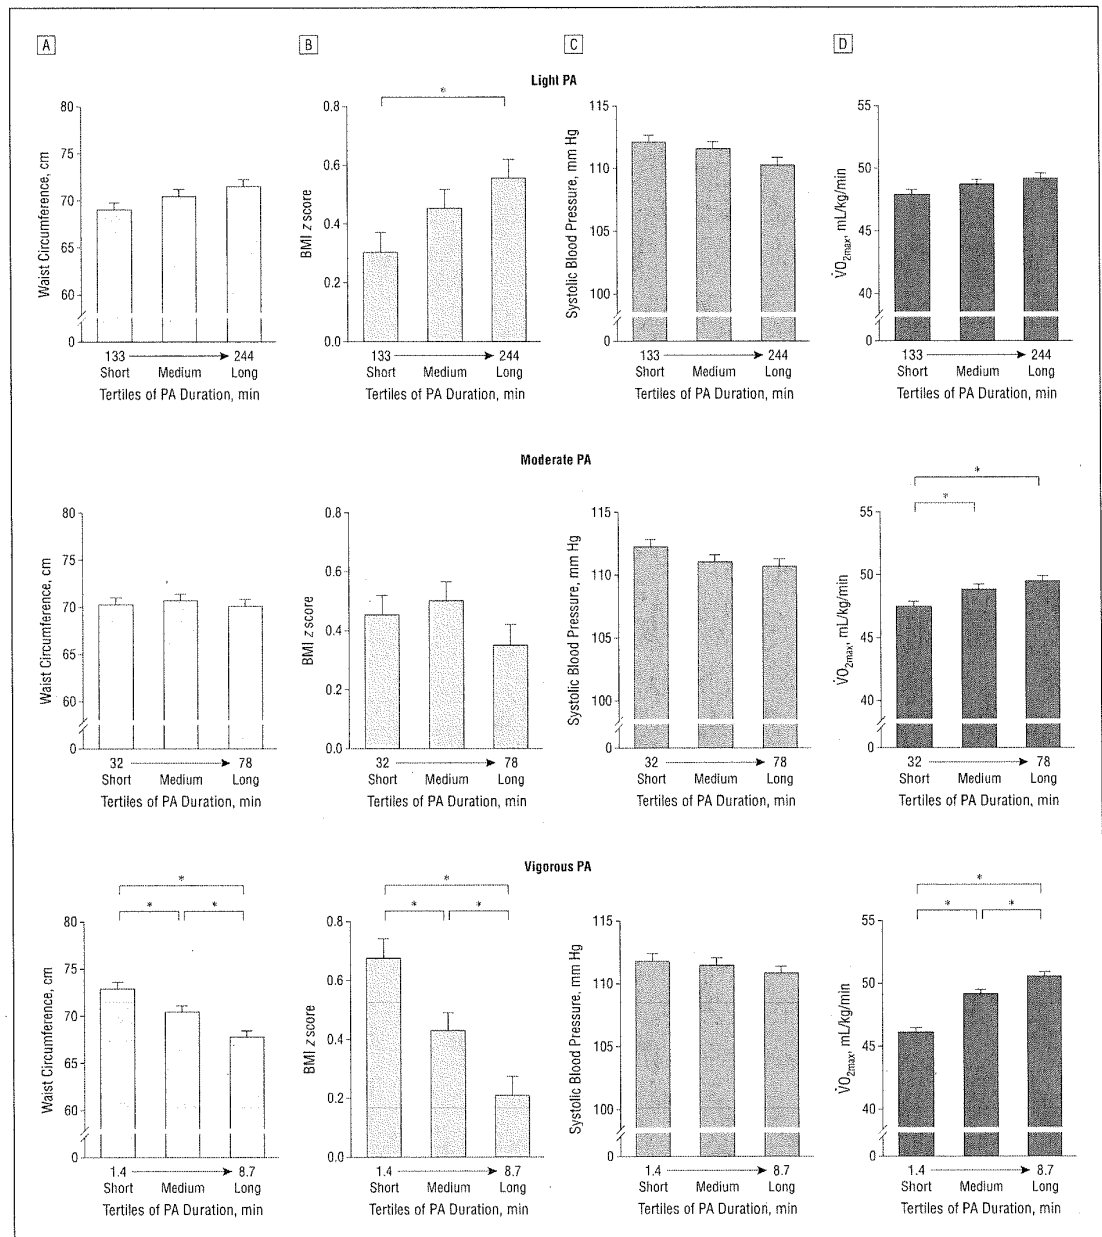 A B C D
Light PA
*
80 0.8 115 55
75 0.6 110 50
70 0.4 105 45
65 0.2 100 40
60 0.0 0 0
0
Waist Circumference, cm
BMI z score
Systolic Blood Pressure, mm Hg
V̇O2max, mL/kg/min
133 244 133 244 133 244 133 244
Short Medium Long Short Medium Long Short Medium Long Short Medium Long
Tertiles of PA Duration, min Tertiles of PA Duration, min Tertiles of PA Duration, min Tertiles of PA Duration, min
Moderate PA
*
*
80 0.8 115 55
75 0.6 110 50
70 0.4 105 45
65 0.2 100 40
60 0.0 0 0
0
Waist Circumference, cm
BMI z score
Systolic Blood Pressure, mm Hg
V̇O2max, mL/kg/min
32 78 32 78 32 78 32 78
Short Medium Long Short Medium Long Short Medium Long Short Medium Long
Tertiles of PA Duration, min Tertiles of PA Duration, min Tertiles of PA Duration, min Tertiles of PA Duration, min
Vigorous PA
* * *
* * * * * *
80 0.8 115 55
75 0.6 110 50
70 0.4 105 45
65 0.2 100 40
60 0.0 0 0
0
Waist Circumference, cm
BMI z score
Systolic Blood Pressure, mm Hg
V̇O2max, mL/kg/min
1.4 8.7 1.4 8.7 1.4 8.7 1.4 8.7
Short Medium Long Short Medium Long Short Medium Long Short Medium Long
Tertiles of PA Duration, min Tertiles of PA Duration, min Tertiles of PA Duration, min Tertiles of PA Duration, min